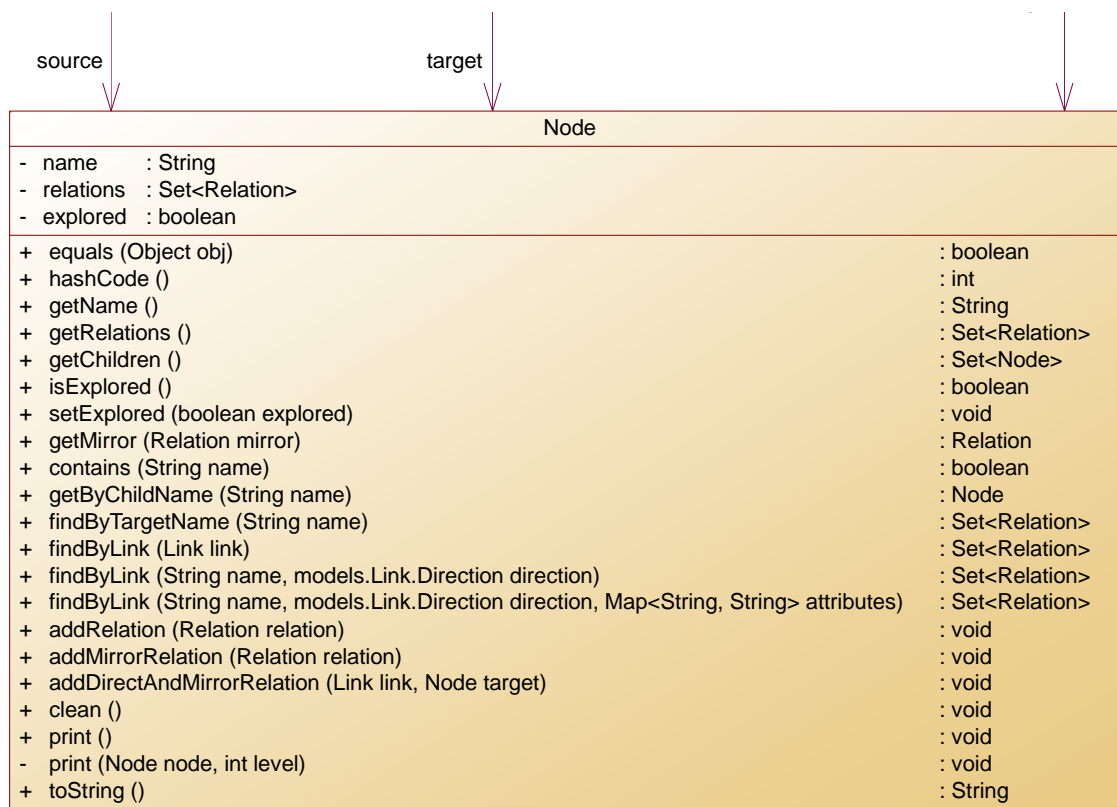 source target
Node
- name : String
- relations : Set<Relation>
- explored : boolean
+ equals (Object obj) : boolean
+ hashCode () : int
+ getName () : String
+ getRelations () : Set<Relation>
+ getChildren () : Set<Node>
+ isExplored () : boolean
+ setExplored (boolean explored) : void
+ getMirror (Relation mirror) : Relation
+ contains (String name) : boolean
+ getByChildName (String name) : Node
+ findByTargetName (String name) : Set<Relation>
+ findByLink (Link link) : Set<Relation>
+ findByLink (String name, models.Link.Direction direction) : Set<Relation>
+ findByLink (String name, models.Link.Direction direction, Map<String, String> attributes) : Set<Relation>
+ addRelation (Relation relation) : void
+ addMirrorRelation (Relation relation) : void
+ addDirectAndMirrorRelation (Link link, Node target) : void
+ clean () : void
+ print () : void
- print (Node node, int level) : void
+ toString () : String